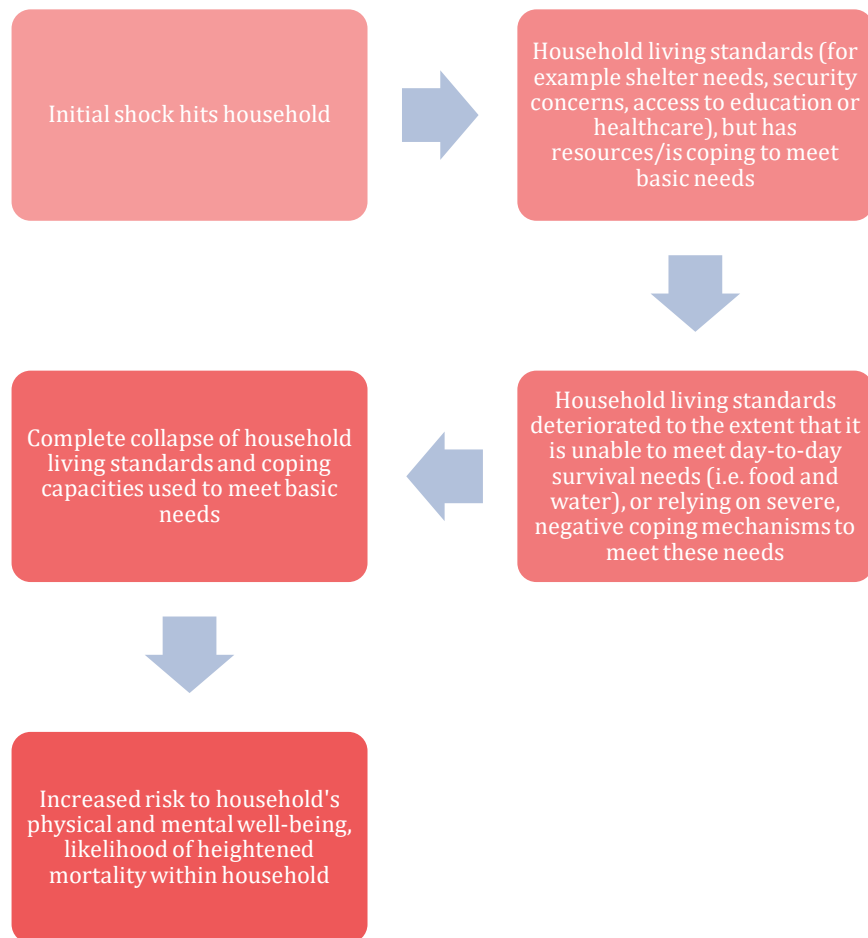 Initial shock hits household
Household living standards (for
example shelter needs, security
concerns, access to education or
healthcare), but has
resources/is coping to meet
basic needs
Household living standards
deteriorated to the extent that it
is unable to meet day-to-day
survival needs (i.e. food and
water), or relying on severe,
negative coping mechanisms to
meet these needs
Complete collapse of household
living standards and coping
capacities used to meet basic
needs
Increased risk to household's
physical and mental well-being,
likelihood of heightened
mortality within household